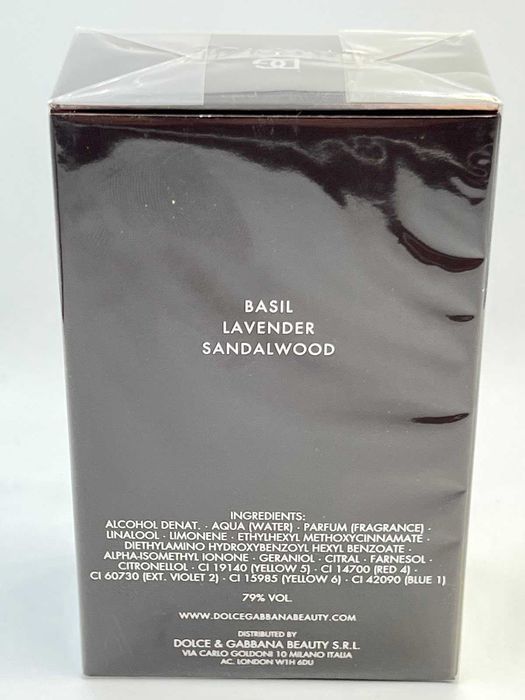 BASIL
LAVENDER
SANDALWOOD
INGREDIENTS:
ALCOHOL DENAT. · AQUA (WATER) · PARFUM (FRAGRANCE) ·
LINALOOL · LIMONENE · ETHYLHEXYL METHOXYCINNAMATE ·
DIETHYLAMINO HYDROXYBENZOYL HEXYL BENZOATE ·
ALPHA-ISOMETHYL IONONE · GERANIOL · CITRAL · FARNESOL ·
CITRONELLOL · CI 19140 (YELLOW 5) · CI 14700 (RED 4) ·
CI 60730 (EXT. VIOLET 2) · CI 15985 (YELLOW 6) · CI 42090 (BLUE 1)
79% VOL.
WWW.DOLCEGABBANABEAUTY.COM
DISTRIBUTED BY
DOLCE & GABBANA BEAUTY S.R.L.
VIA CARLO GOLDONI 10 MILANO ITALIA
AC. LONDON W1H 6DU